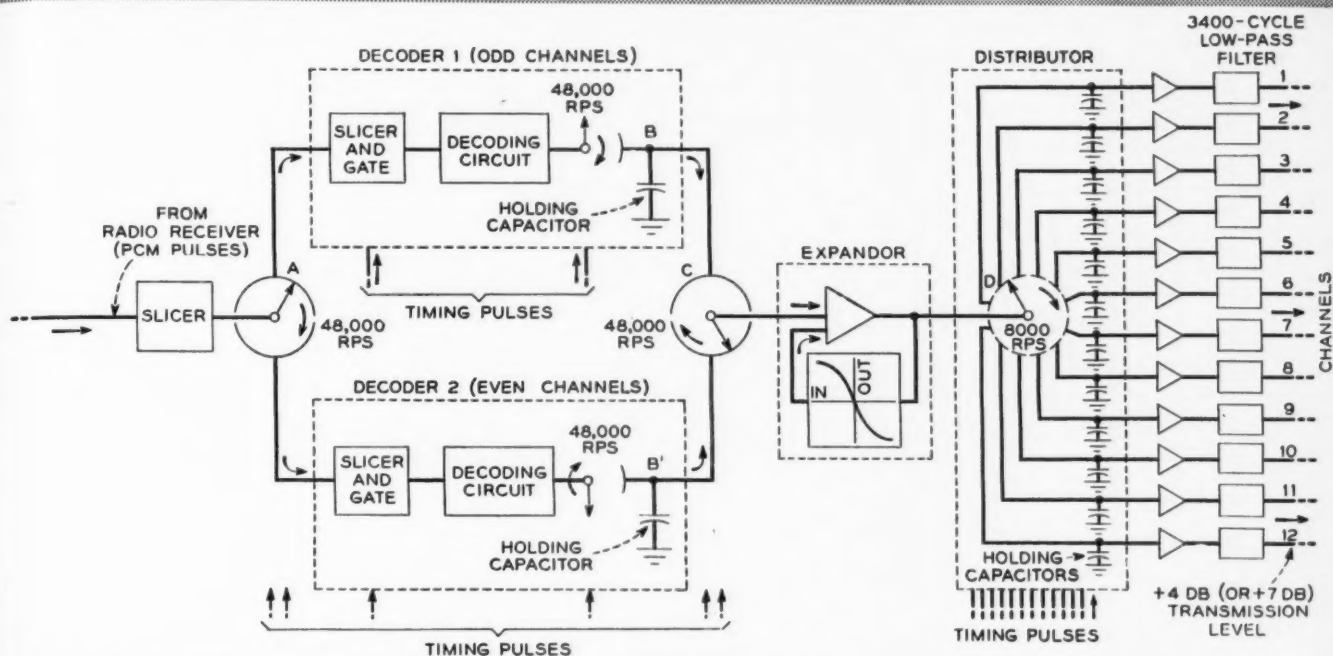 3400-CYCLE
LOW-PASS
FILTER
DECODER 1 (ODD CHANNELS)
DISTRIBUTOR
48,000
RPS
SLICER
AND
GATE
DECODING
CIRCUIT
B
HOLDING
CAPACITOR
FROM
RADIO RECEIVER
(PCM PULSES)
SLICER
A
48,000
RPS
TIMING PULSES
C
48,000
RPS
EXPANDOR
IN
OUT
D
8000
RPS
1
2
3
4
5
6
7
8
9
10
11
12
CHANNELS
DECODER 2 (EVEN CHANNELS)
48,000
RPS
SLICER
AND
GATE
DECODING
CIRCUIT
B'
HOLDING
CAPACITOR
TIMING PULSES
HOLDING
CAPACITORS
TIMING PULSES
+4 DB (OR +7 DB)
TRANSMISSION
LEVEL